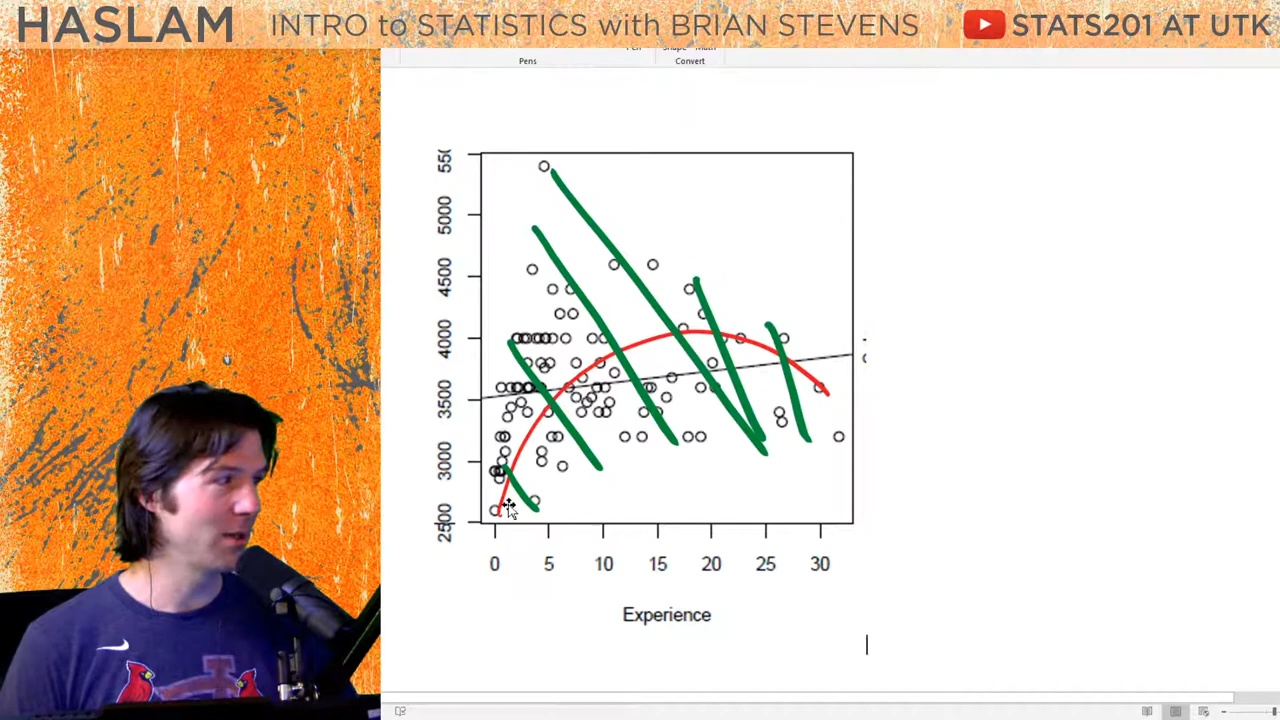 HASLAM INTRO to STATISTICS with BRIAN STEVENS STATS201 AT UTK
Pens
Convert
5000
4500
4000
3500
3000
2500
0 5 10 15 20 25 30
Experience